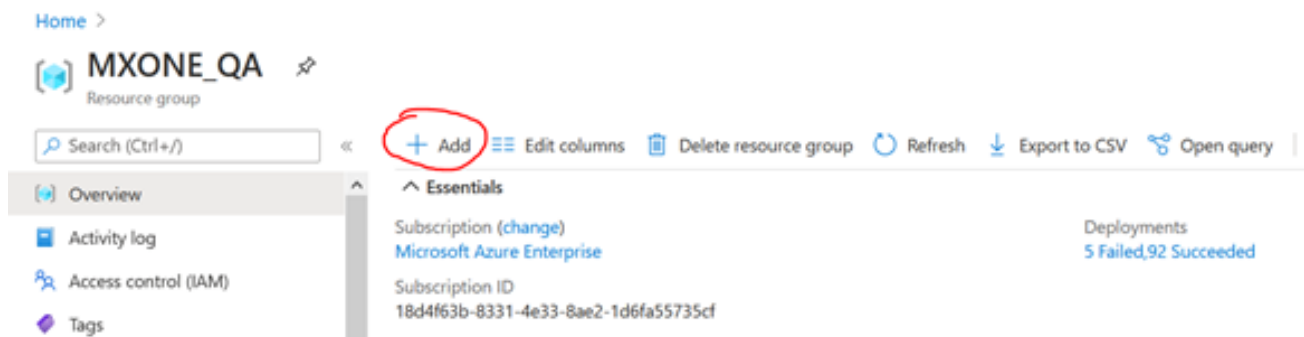 Home >
MXONE_QA
Resource group
Search (Ctrl+/)
«
+ Add Edit columns Delete resource group Refresh Export to CSV Open query
Overview
Essentials
Activity log
Subscription (change)
Deployments
Microsoft Azure Enterprise
5 Failed,92 Succeeded
Access control (IAM)
Subscription ID
18d4f63b-8331-4e33-8ae2-1d6fa55735cf
Tags